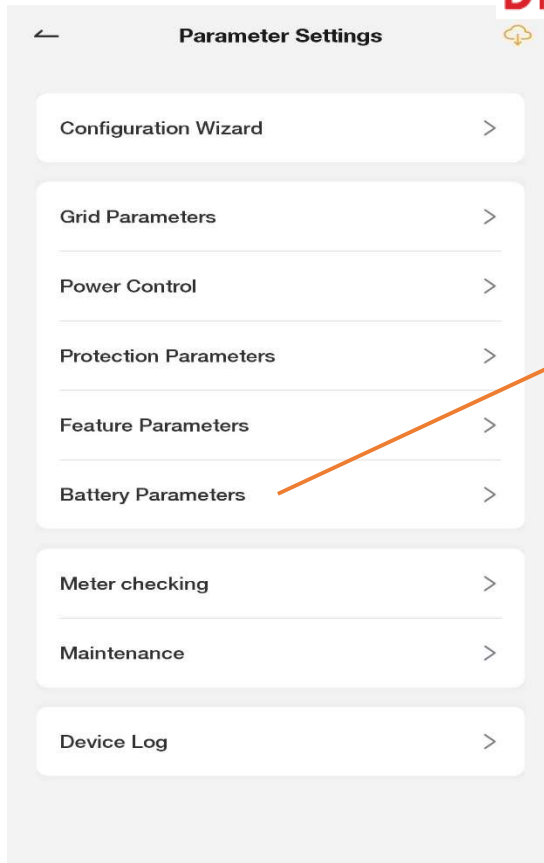 Parameter Settings
Configuration Wizard
Grid Parameters
Power Control
Protection Parameters
Feature Parameters
Battery Parameters
Meter checking
Maintenance
Device Log